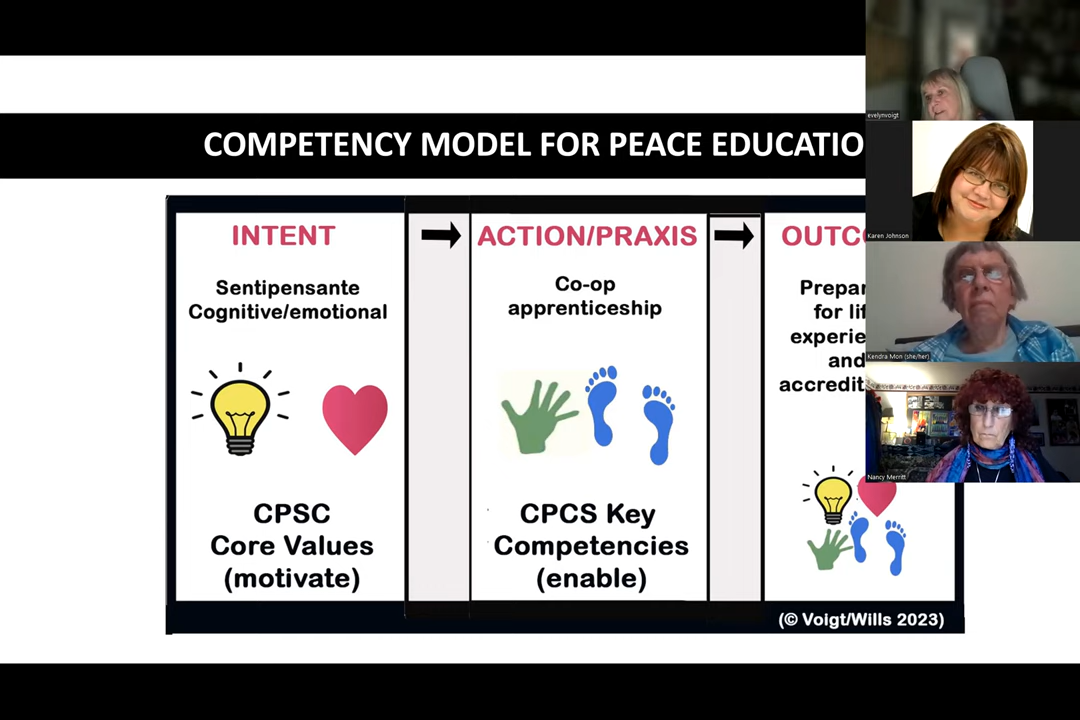 COMPETENCY MODEL FOR PEACE EDUCATIO
INTENT
Sentipensante
Cognitive/emotional
CPSC
Core Values
(motivate)
ACTION/PRAXIS
Co-op
apprenticeship
CPCS Key
Competencies
(enable)
OUTCO
Prepar
for lif
experie
and
accredit
(© Voigt/Wills 2023)
evelynvoigt
Karen Johnson
Kendra Mon (she/her)
Nancy Merritt